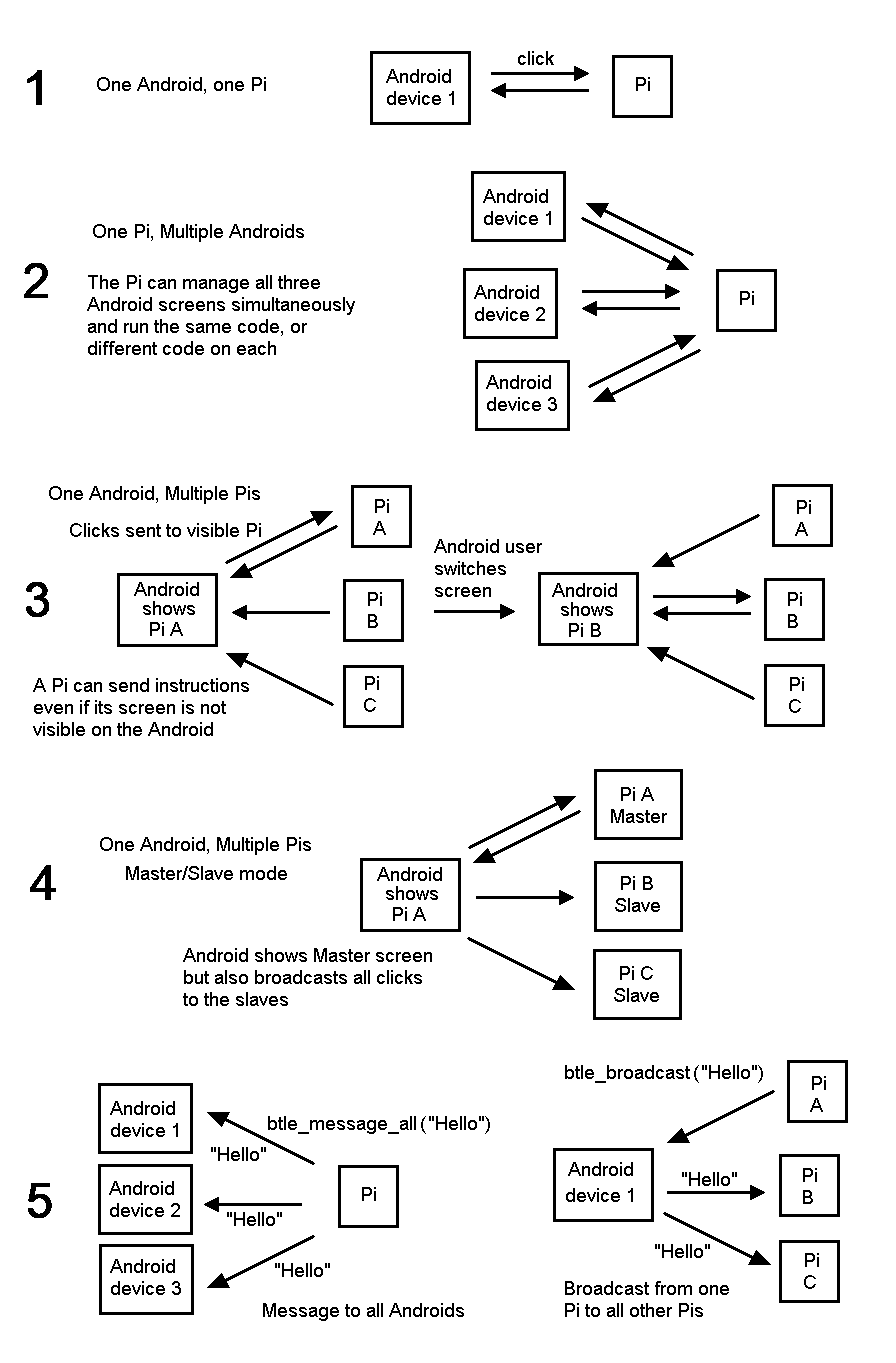 1
One Android, one Pi
Android
device 1
click
Pi
2
One Pi, Multiple Androids
The Pi can manage all three
Android screens simultaneously
and run the same code, or
different code on each
Android
device 1
Android
device 2
Android
device 3
Pi
3
One Android, Multiple Pis
Clicks sent to visible Pi
Android
shows
Pi A
A Pi can send instructions
even if its screen is not
visible on the Android
Pi
A
Pi
B
Pi
C
Android user
switches
screen
Android
shows
Pi B
Pi
A
Pi
B
Pi
C
4
One Android, Multiple Pis
Master/Slave mode
Android
shows
Pi A
Android shows Master screen
but also broadcasts all clicks
to the slaves
Pi A
Master
Pi B
Slave
Pi C
Slave
5
Android
device 1
Android
device 2
Android
device 3
btle_message_all ("Hello")
"Hello"
"Hello"
"Hello"
Pi
Message to all Androids
btle_broadcast ("Hello")
Pi
A
Android
device 1
"Hello"
Pi
B
"Hello"
Pi
C
Broadcast from one
Pi to all other Pis